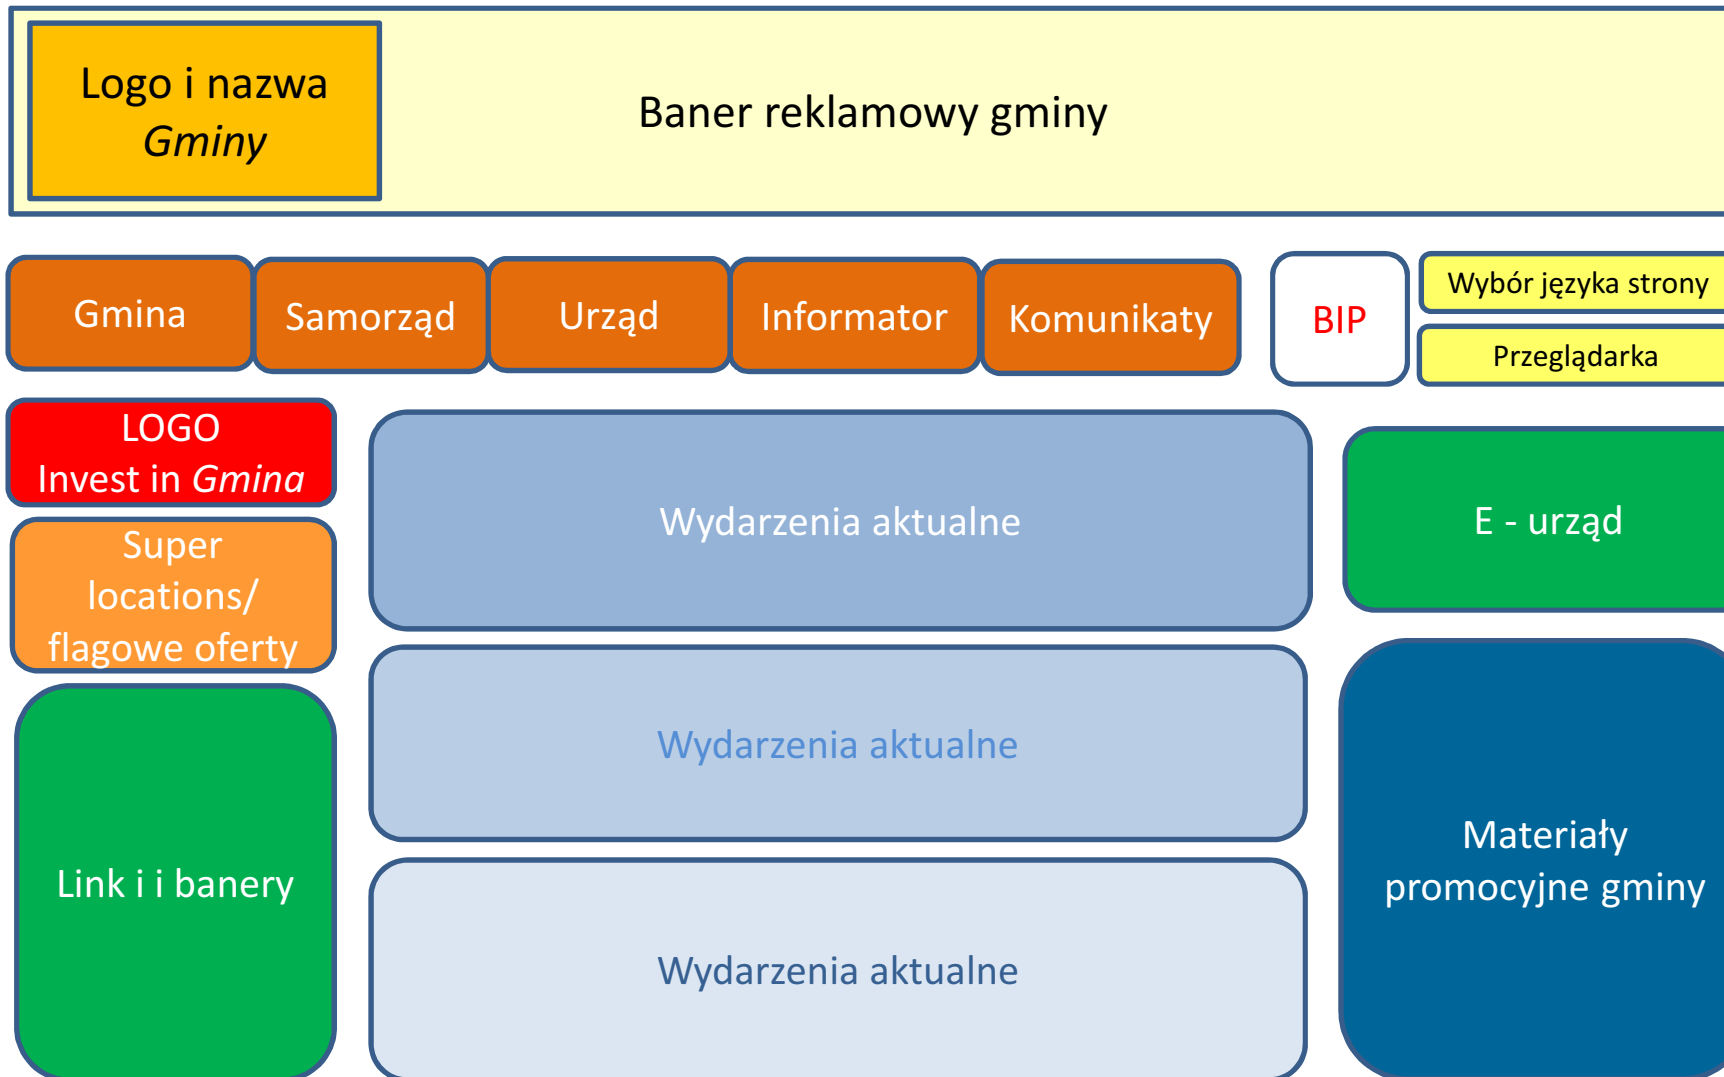 Logo i nazwa
Gminy
Baner reklamowy gminy
Gmina
Samorząd
Urząd
Informator
Komunikaty
BIP
Wybór języka strony
Przeglądarka
LOGO
Invest in Gmina
Super
locations/
flagowe oferty
Link i i banery
Wydarzenia aktualne
Wydarzenia aktualne
Wydarzenia aktualne
E - urząd
Materiały
promocyjne gminy